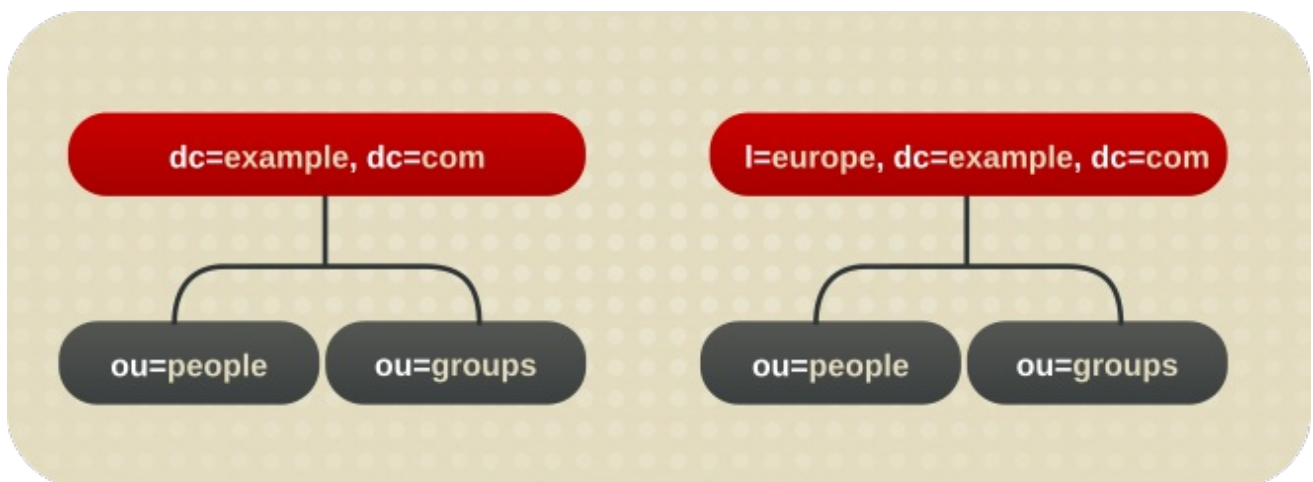 dc=example, dc=com
l=europe, dc=example, dc=com
ou=people
ou=groups
ou=people
ou=groups